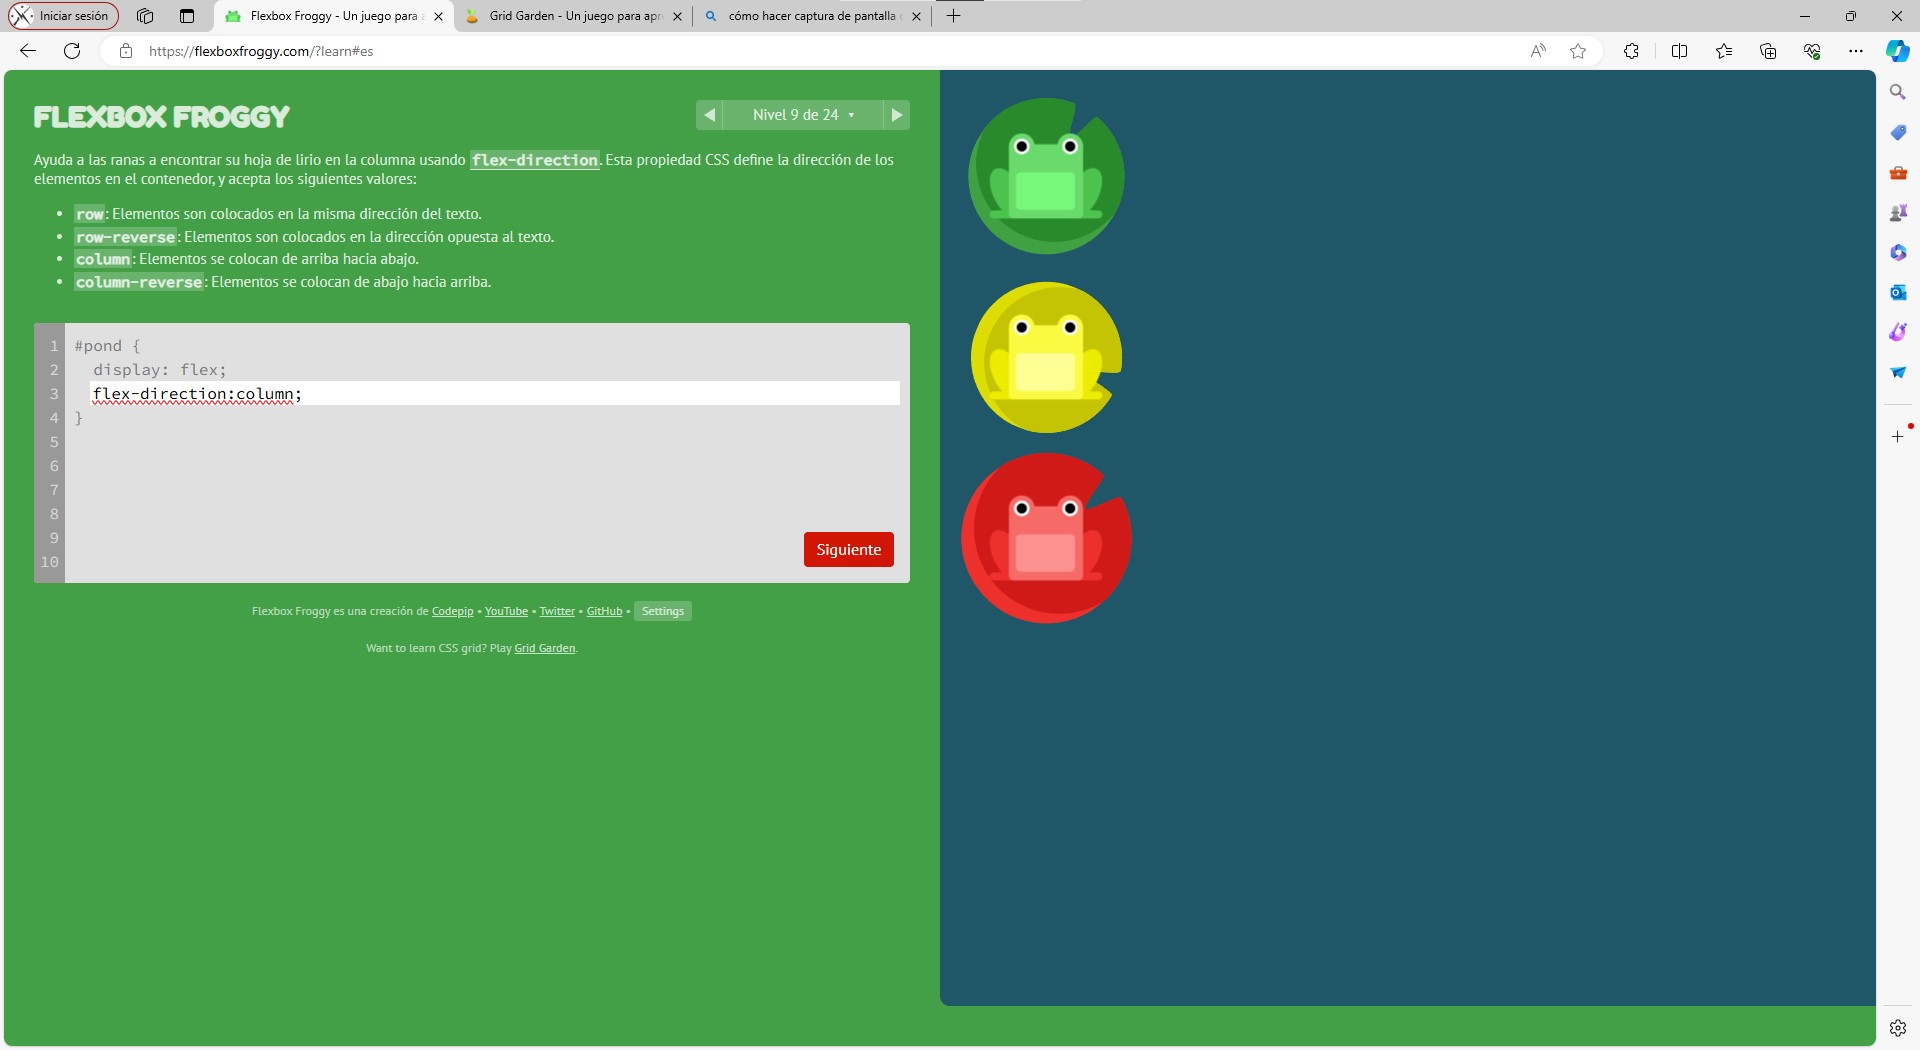 Iniciar sesión
Flexbox Froggy - Un juego para a
Grid Garden - Un juego para apr
cómo hacer captura de pantalla
https://flexboxfroggy.com/?learn#es
FLEXBOX FROGGY
Nivel 9 de 24
Ayuda a las ranas a encontrar su hoja de lirio en la columna usando flex-direction. Esta propiedad CSS define la dirección de los
elementos en el contenedor, y acepta los siguientes valores:
• row: Elementos son colocados en la misma dirección del texto.
• row-reverse: Elementos son colocados en la dirección opuesta al texto.
• column: Elementos se colocan de arriba hacia abajo.
• column-reverse: Elementos se colocan de abajo hacia arriba.
1 #pond {
2 display: flex;
3 flex-direction:column;
4 }
5
6
7
8
9
10
Siguiente
Flexbox Froggy es una creación de Codepip • YouTube • Twitter • GitHub • Settings
Want to learn CSS grid? Play Grid Garden.